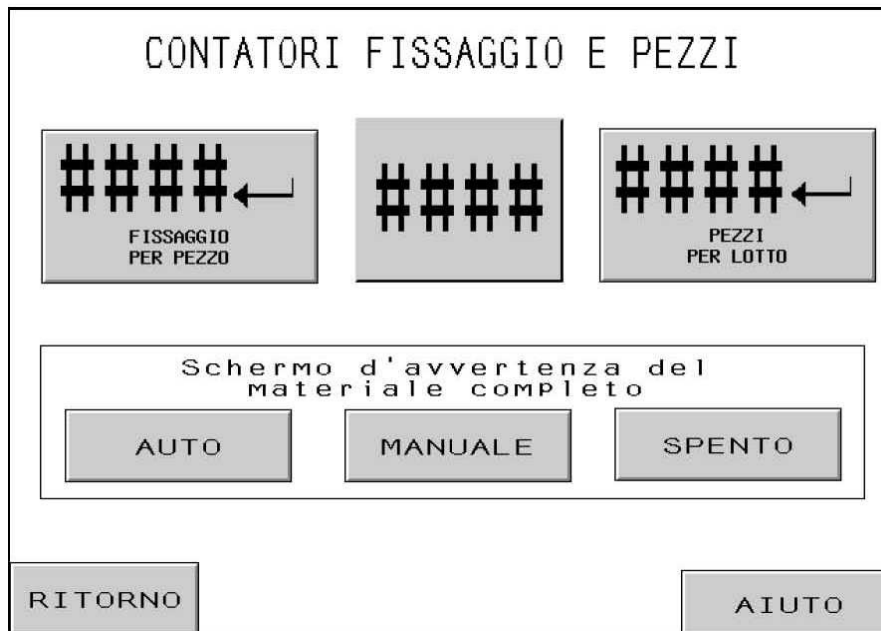 CONTATORI FISSAGGIO E PEZZI
####
FISSAGGIO
PER PEZZO
####
####
PEZZI
PER LOTTO
Schermo d'avvertenza del
materiale completo
AUTO
MANUALE
SPENTO
RITORNO
AIUTO